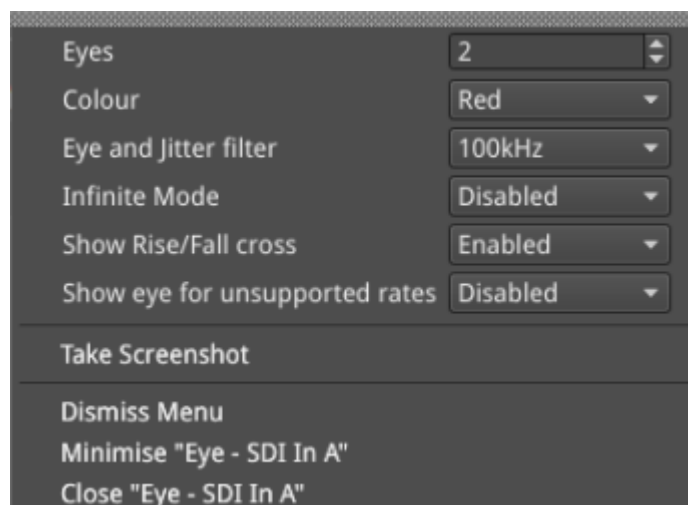 Eyes 2
Colour Red
Eye and Jitter filter 100kHz
Infinite Mode Disabled
Show Rise/Fall cross Enabled
Show eye for unsupported rates Disabled
Take Screenshot
Dismiss Menu
Minimise "Eye - SDI In A"
Close "Eye - SDI In A"